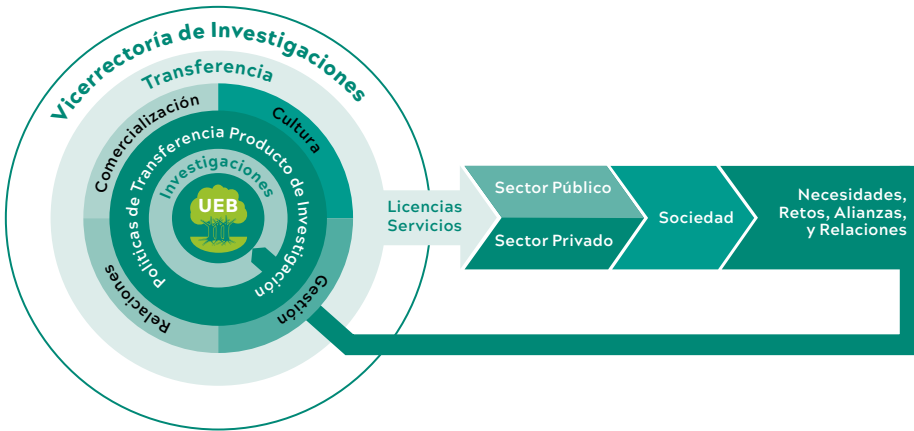 Vicerrectoría de Investigaciones
Transferencia
Comercialización
Cultura
Políticas de Transferencia Producto de Investigación
Investigaciones
UEB
Relaciones
Gestión
Licencias
Servicios
Sector Público
Sector Privado
Sociedad
Necesidades,
Retos, Alianzas,
y Relaciones